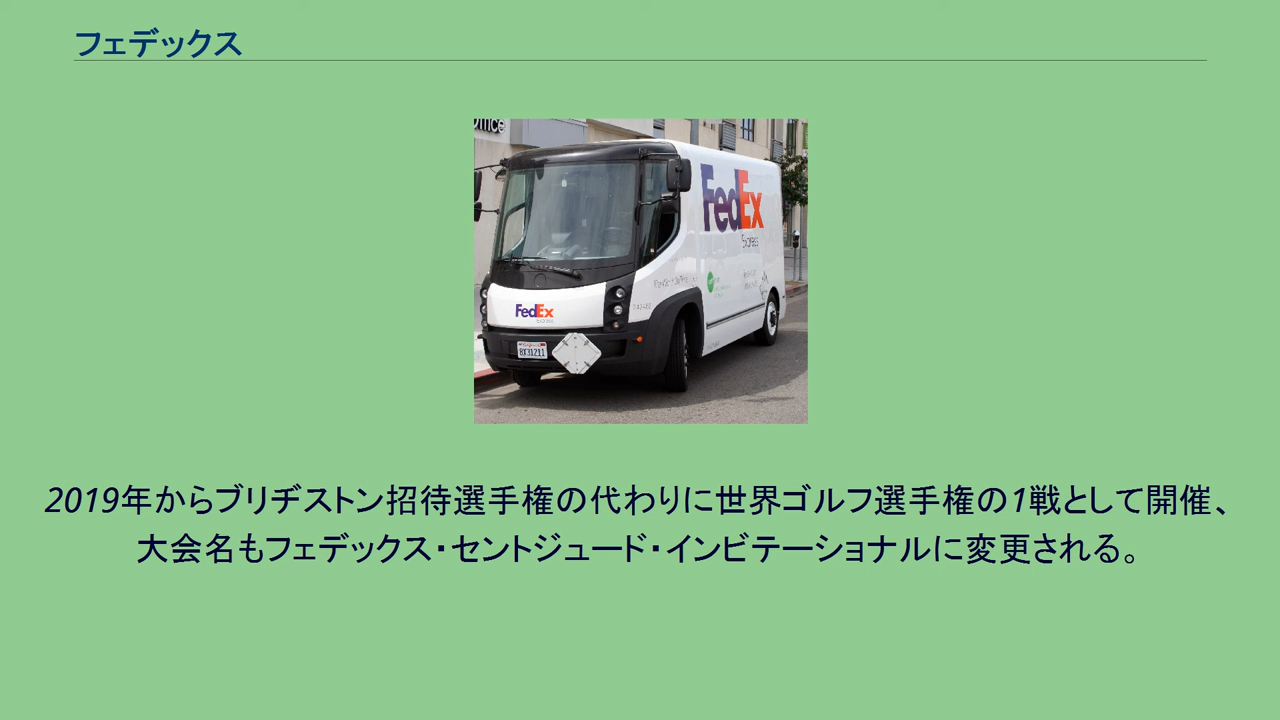 フェデックス
ffice
FedEx
Express
FedEx
Express
8X31211
2019年からブリヂストン招待選手権の代わりに世界ゴルフ選手権の1戦として開催、
大会名もフェデックス・セントジュード・インビテーショナルに変更される。